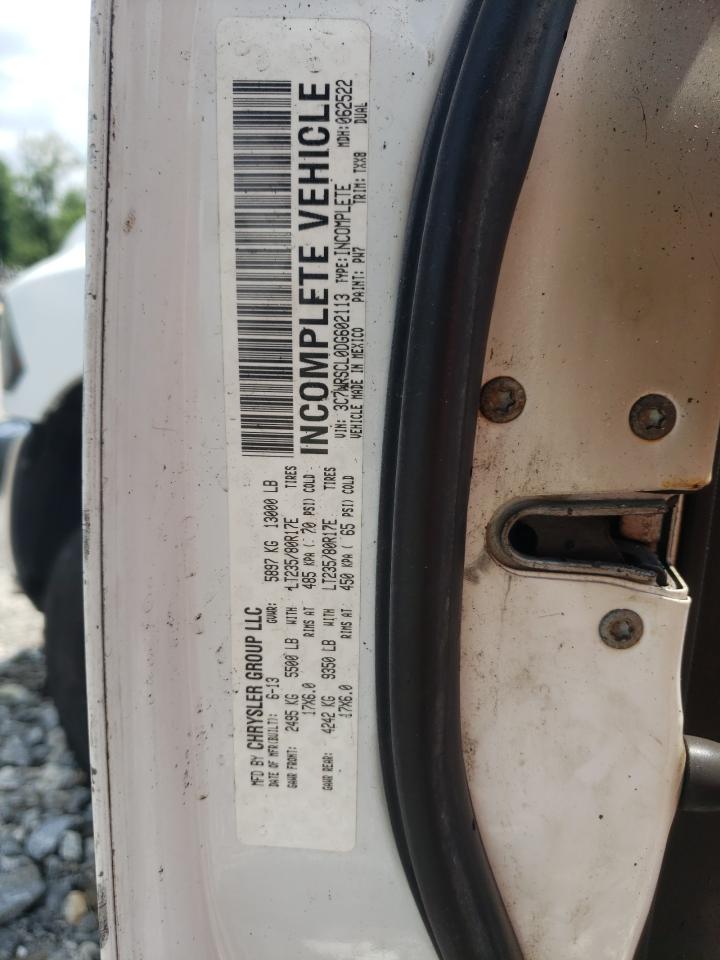 MFD BY CHRYSLER GROUP LLC
DATE OF MFR(BUILT): 6-13 GVWR: 5897 KG 13000 LB
GAWR FRONT: 2495 KG 5500 LB WITH LT235/80R17E TIRES
17X6.0 RIMS AT 485 KPA ( 70 PSI) COLD
GAWR REAR: 4242 KG 9350 LB WITH LT235/80R17E TIRES
17X6.0 RIMS AT 450 KPA ( 65 PSI) COLD
INCOMPLETE VEHICLE
VIN: 3C7WRSCL0DG602113 TYPE:INCOMPLETE MDH:062522
VEHICLE MADE IN MEXICO PAINT: PW7 TRIM: TXX8 DUAL